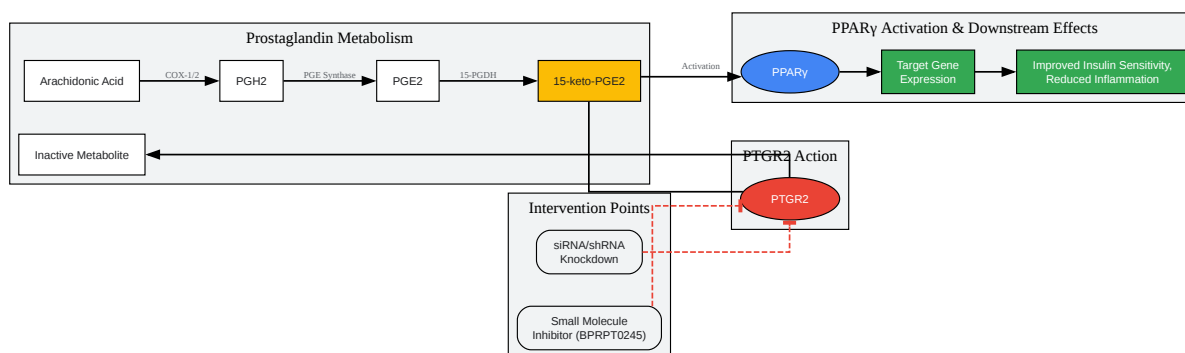 Prostaglandin Metabolism
Arachidonic Acid
COX-1/2
PGH2
PGE Synthase
PGE2
15-PGDH
15-keto-PGE2
Inactive Metabolite
Activation
PPARγ Activation & Downstream Effects
PPARγ
Target Gene
Expression
Improved Insulin Sensitivity,
Reduced Inflammation
PTGR2 Action
PTGR2
Intervention Points
siRNA/shRNA
Knockdown
Small Molecule
Inhibitor (BPRPT0245)